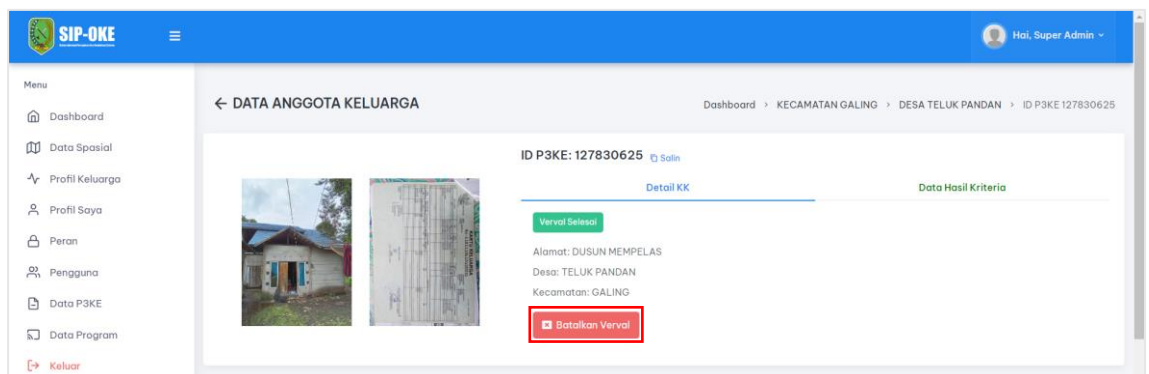 SIP-OKE
Hai, Super Admin
Menu
Dashboard
Data Spasial
Profil Keluarga
Profil Saya
Peran
Pengguna
Data P3KE
Data Program
Keluar
← DATA ANGGOTA KELUARGA
Dashboard > KECAMATAN GALING > DESA TELUK PANDAN > ID P3KE 127830625
KARTU KELUARGA
ID P3KE: 127830625 Salin
Detail KK
Data Hasil Kriteria
Verval Selesai
Alamat: DUSUN MEMPELAS
Desa: TELUK PANDAN
Kecamatan: GALING
Batalkan Verval